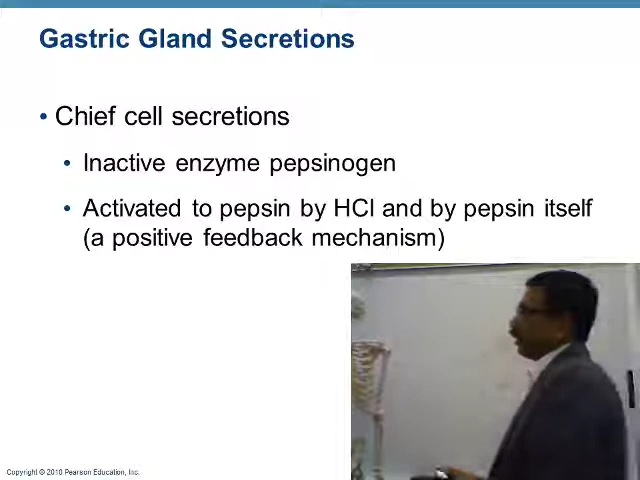 Gastric Gland Secretions
• Chief cell secretions
• Inactive enzyme pepsinogen
• Activated to pepsin by HCl and by pepsin itself
(a positive feedback mechanism)
Copyright © 2010 Pearson Education, Inc.